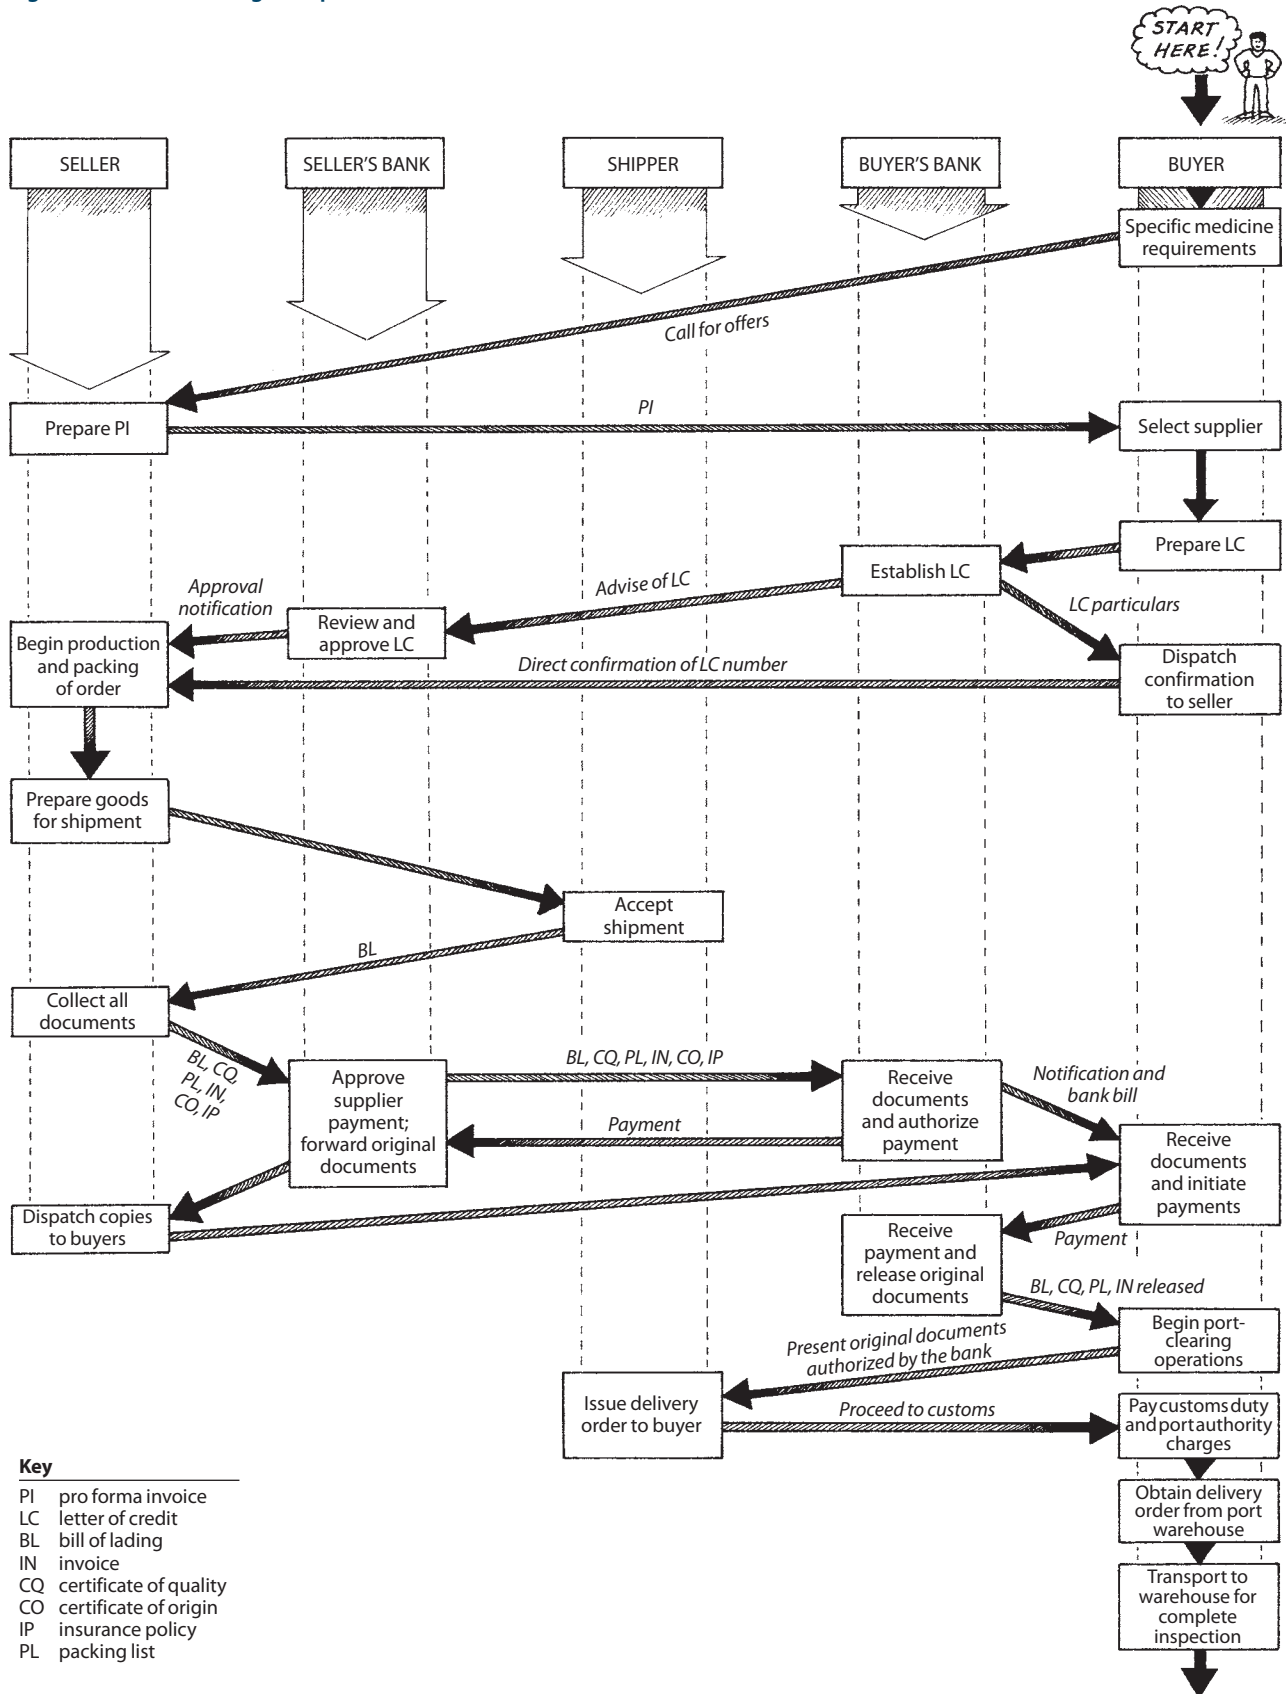 START
HERE!
SELLER
SELLER'S BANK
SHIPPER
BUYER'S BANK
BUYER
Specific medicine
requirements
Call for offers
Prepare PI
PI
Select supplier
Prepare LC
Establish LC
Advise of LC
LC particulars
Approval
notification
Review and
approve LC
Begin production
and packing
of order
Direct confirmation of LC number
Dispatch
confirmation
to seller
Prepare goods
for shipment
Accept
shipment
BL
Collect all
documents
BL, CQ,
PL, IN,
CO, IP
Approve
supplier
payment;
forward original
documents
BL, CQ, PL, IN, CO, IP
Payment
Receive
documents
and authorize
payment
Notification and
bank bill
Receive
documents
and initiate
payments
Dispatch copies
to buyers
Payment
Receive
payment and
release original
documents
BL, CQ, PL, IN released
Begin port-
clearing
operations
Present original documents
authorized by the bank
Issue delivery
order to buyer
Proceed to customs
Pay customs duty
and port authority
charges
Obtain delivery
order from port
warehouse
Transport to
warehouse for
complete
inspection
Key
PI pro forma invoice
LC letter of credit
BL bill of lading
IN invoice
CQ certificate of quality
CO certificate of origin
IP insurance policy
PL packing list